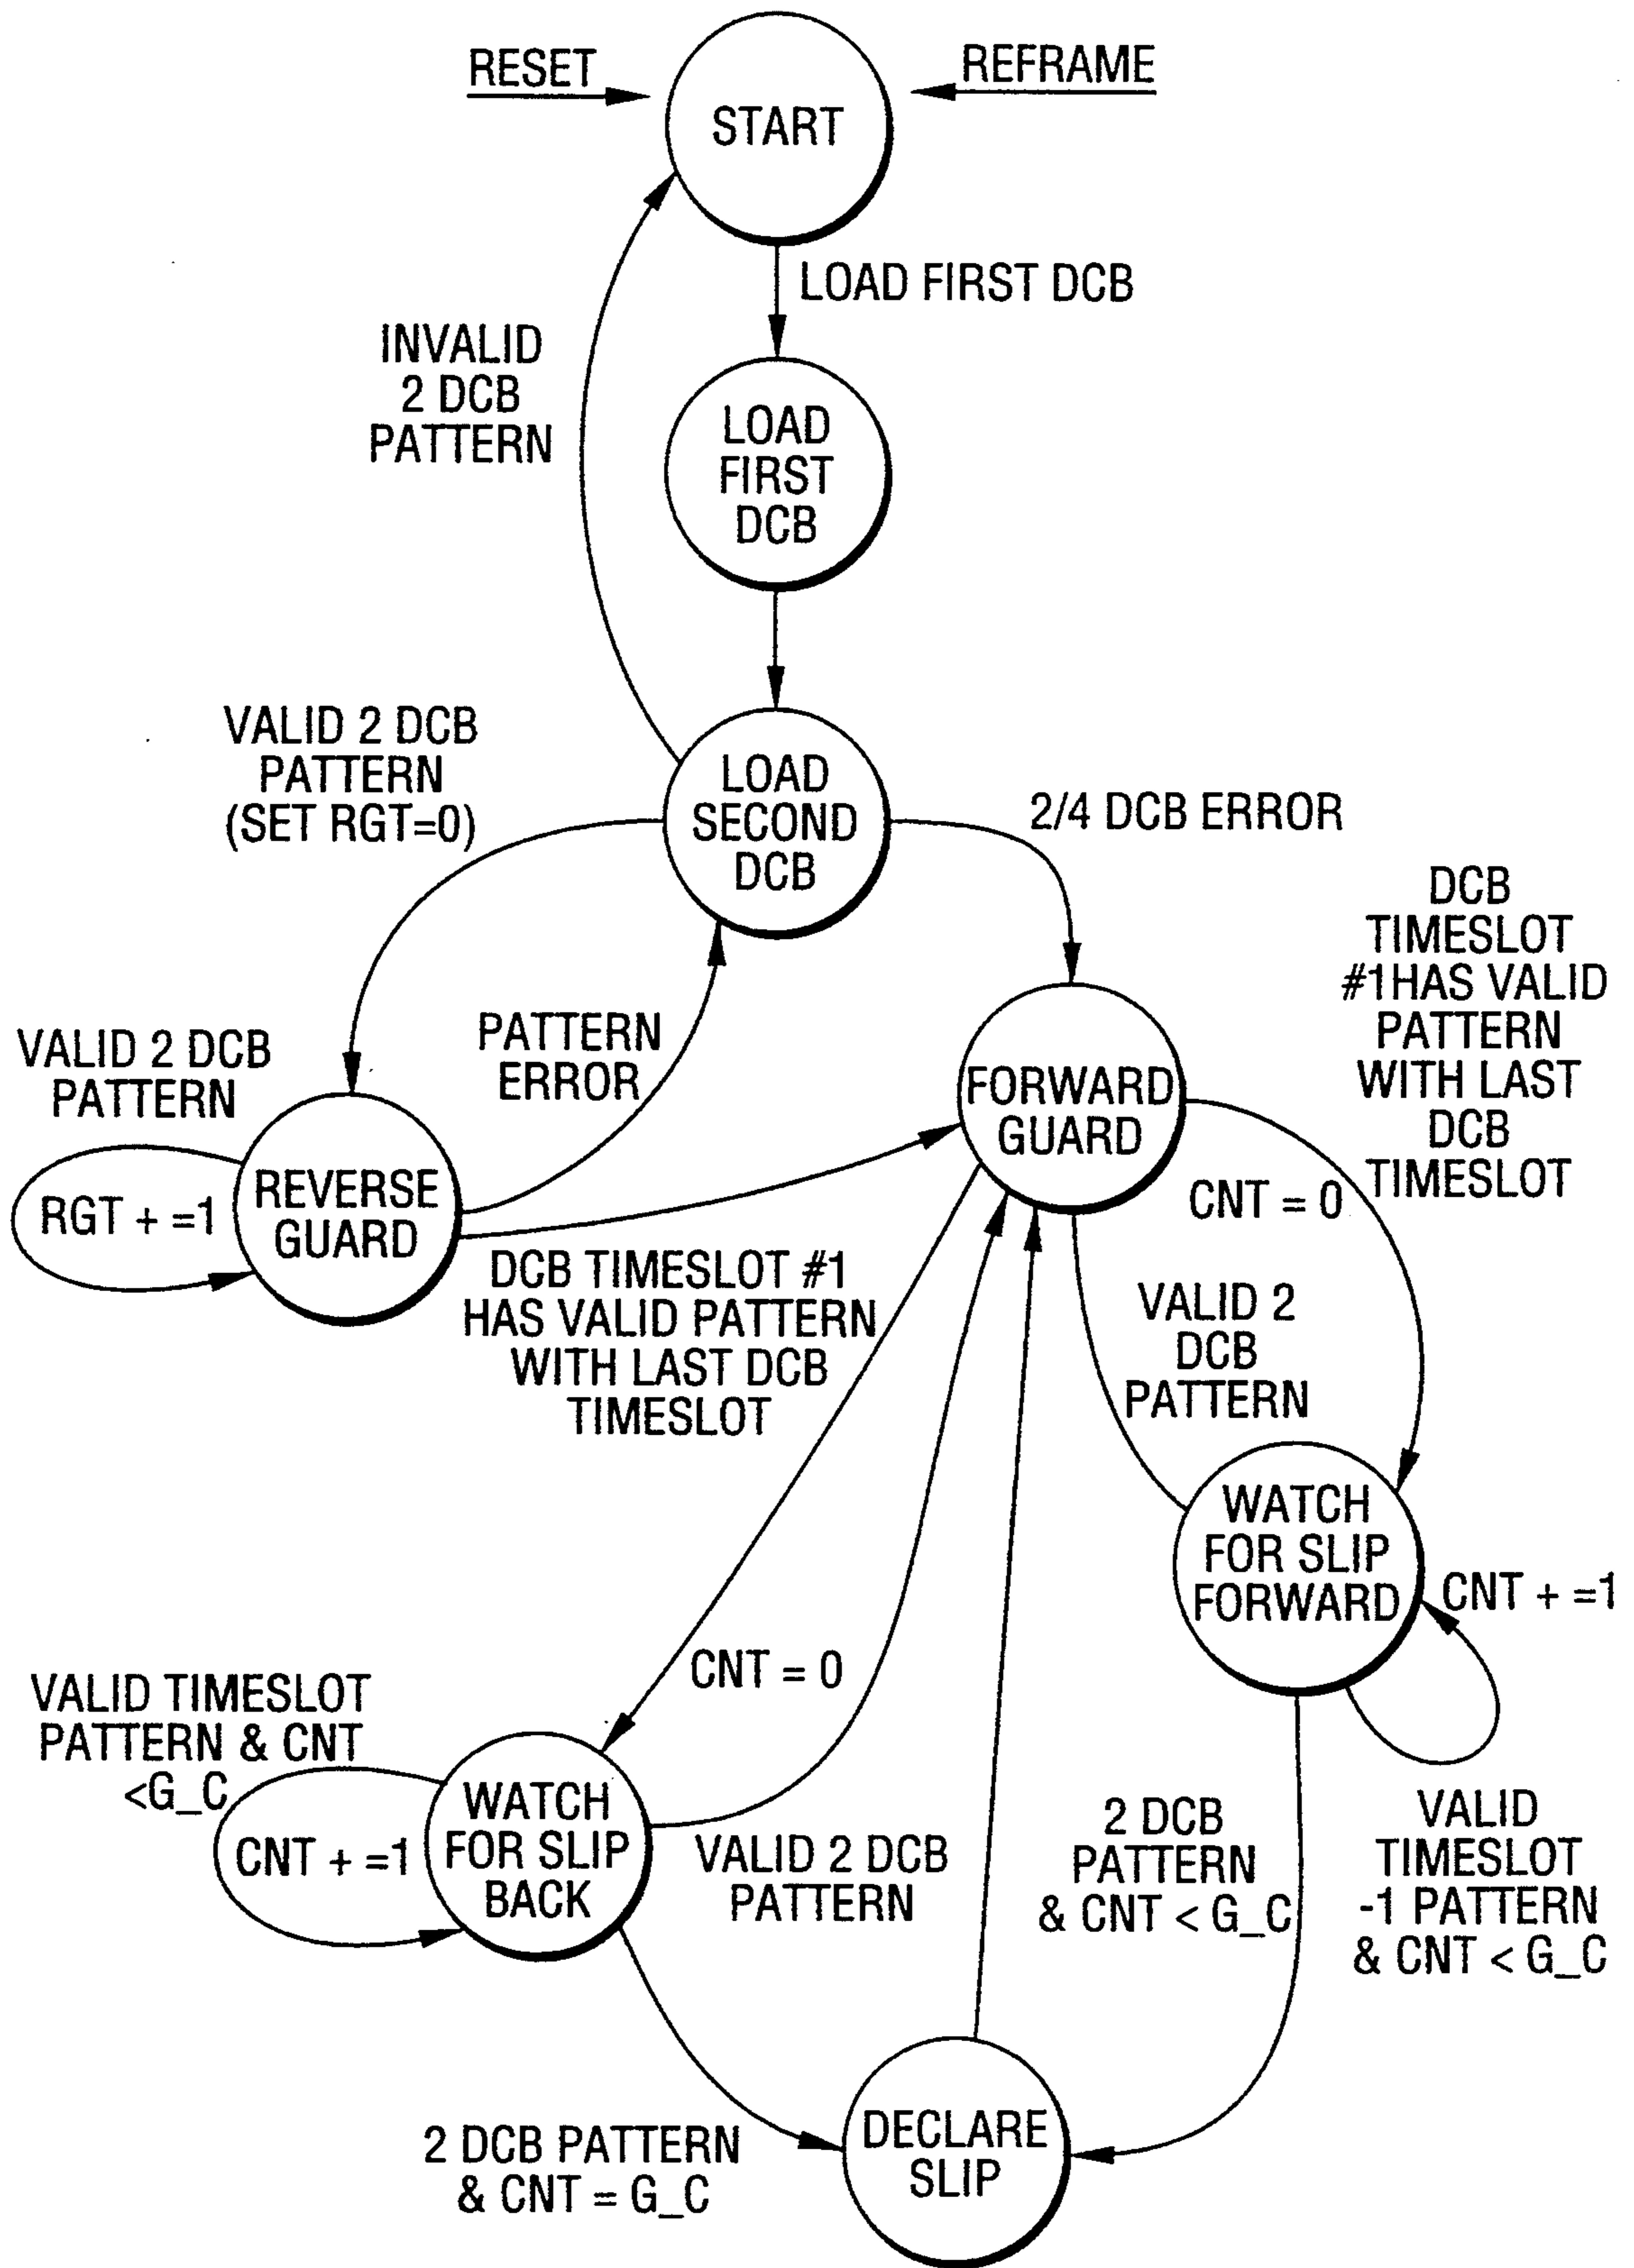 RESET
REFRAME
START
LOAD FIRST DCB
INVALID
2 DCB
PATTERN
LOAD
FIRST
DCB
VALID 2 DCB
PATTERN
(SET RGT=0)
LOAD
SECOND
DCB
2/4 DCB ERROR
DCB
TIMESLOT
#1HAS VALID
PATTERN
WITH LAST
DCB
TIMESLOT
VALID 2 DCB
PATTERN
PATTERN
ERROR
FORWARD
GUARD
RGT + =1
REVERSE
GUARD
CNT = 0
DCB TIMESLOT #1
HAS VALID PATTERN
WITH LAST DCB
TIMESLOT
VALID 2
DCB
PATTERN
WATCH
FOR SLIP
FORWARD
CNT + =1
CNT = 0
VALID TIMESLOT
PATTERN & CNT
<G_C
CNT + =1
WATCH
FOR SLIP
BACK
VALID 2 DCB
PATTERN
2 DCB
PATTERN
& CNT < G_C
VALID
TIMESLOT
-1 PATTERN
& CNT < G_C
2 DCB PATTERN
& CNT = G_C
DECLARE
SLIP